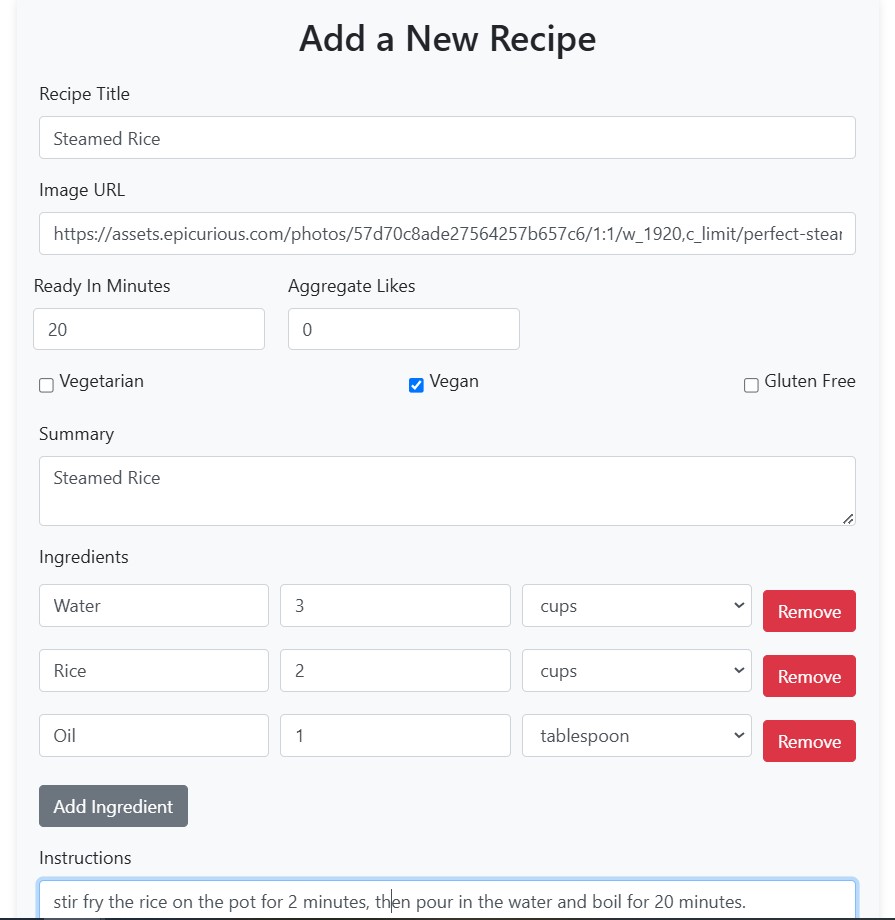 Add a New Recipe
Recipe Title
Steamed Rice
Image URL
https://assets.epicurious.com/photos/57d70c8ade27564257b657c6/1:1/w_1920,c_limit/perfect-stear
Ready In Minutes Aggregate Likes
20 0
Vegetarian Vegan Gluten Free
Summary
Steamed Rice
Ingredients
Water 3 cups Remove
Rice 2 cups Remove
Oil 1 tablespoon Remove
Add Ingredient
Instructions
stir fry the rice on the pot for 2 minutes, then pour in the water and boil for 20 minutes.